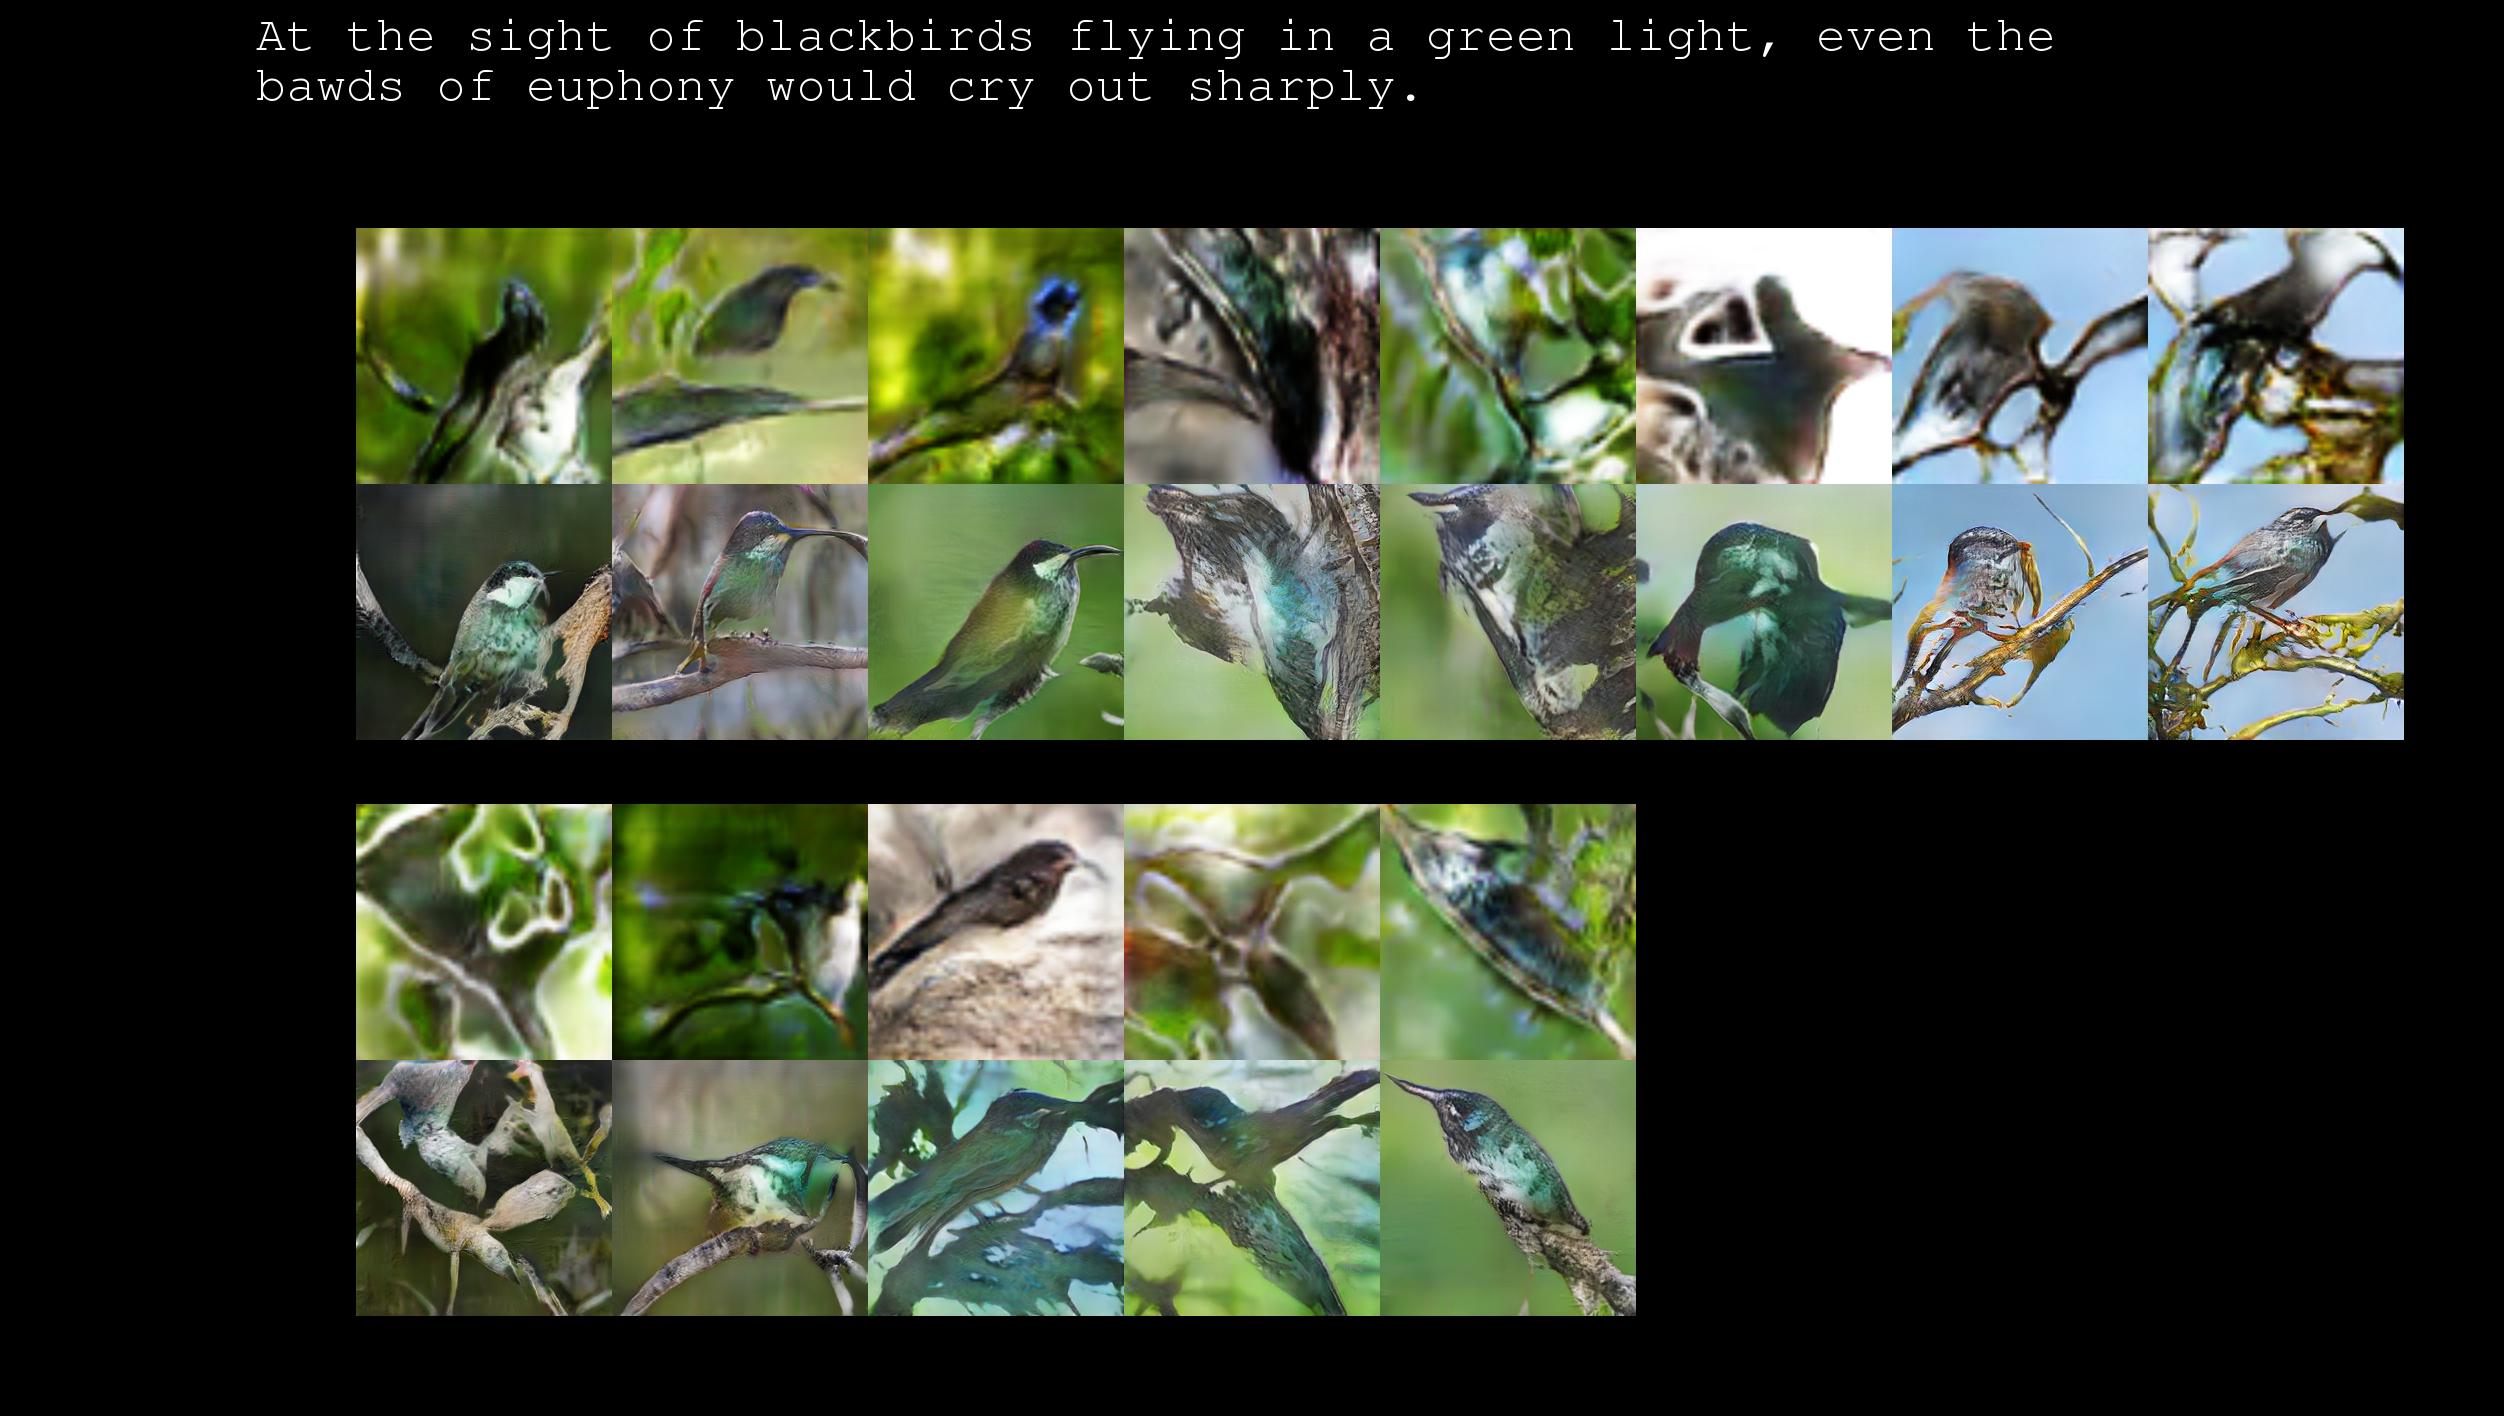 At the sight of blackbirds flying in a green light, even the
bawds of euphony would cry out sharply.